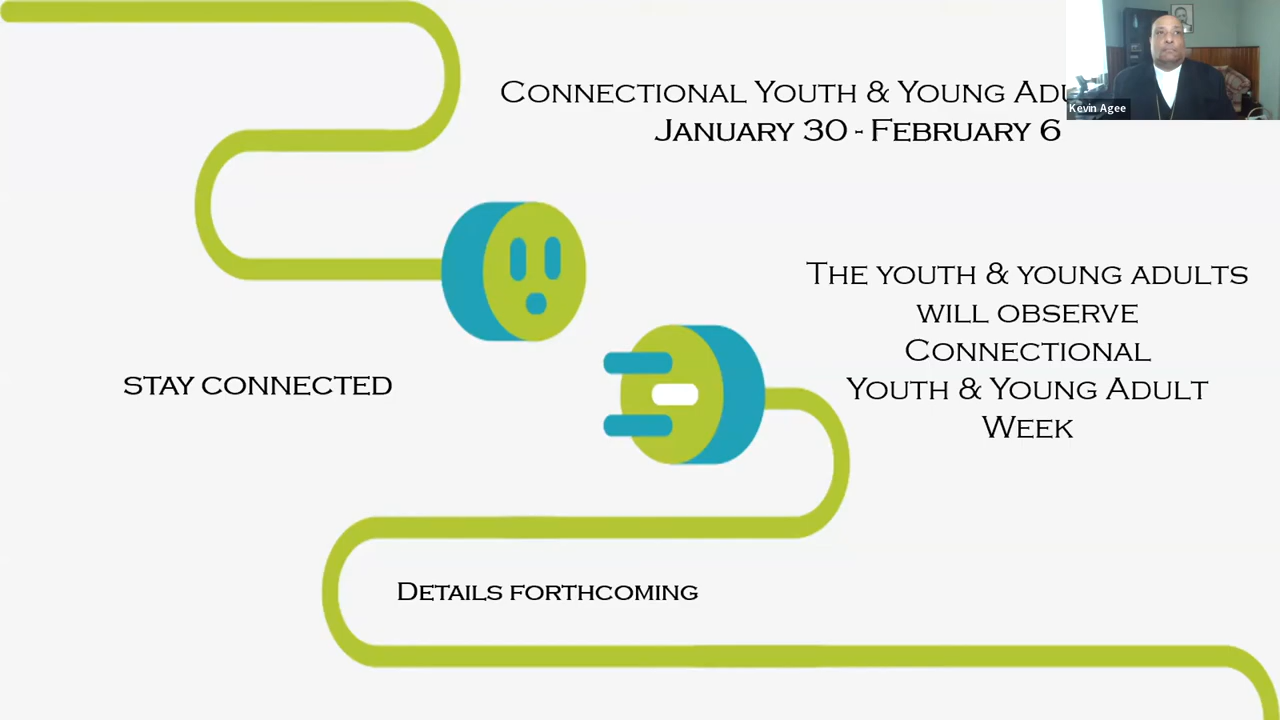 Connectional Youth & Young
January 30 - February 6
Kevin Agee
The youth & young adults
will observe
Connectional
Youth & Young Adult
Week
STAY CONNECTED
Details forthcoming